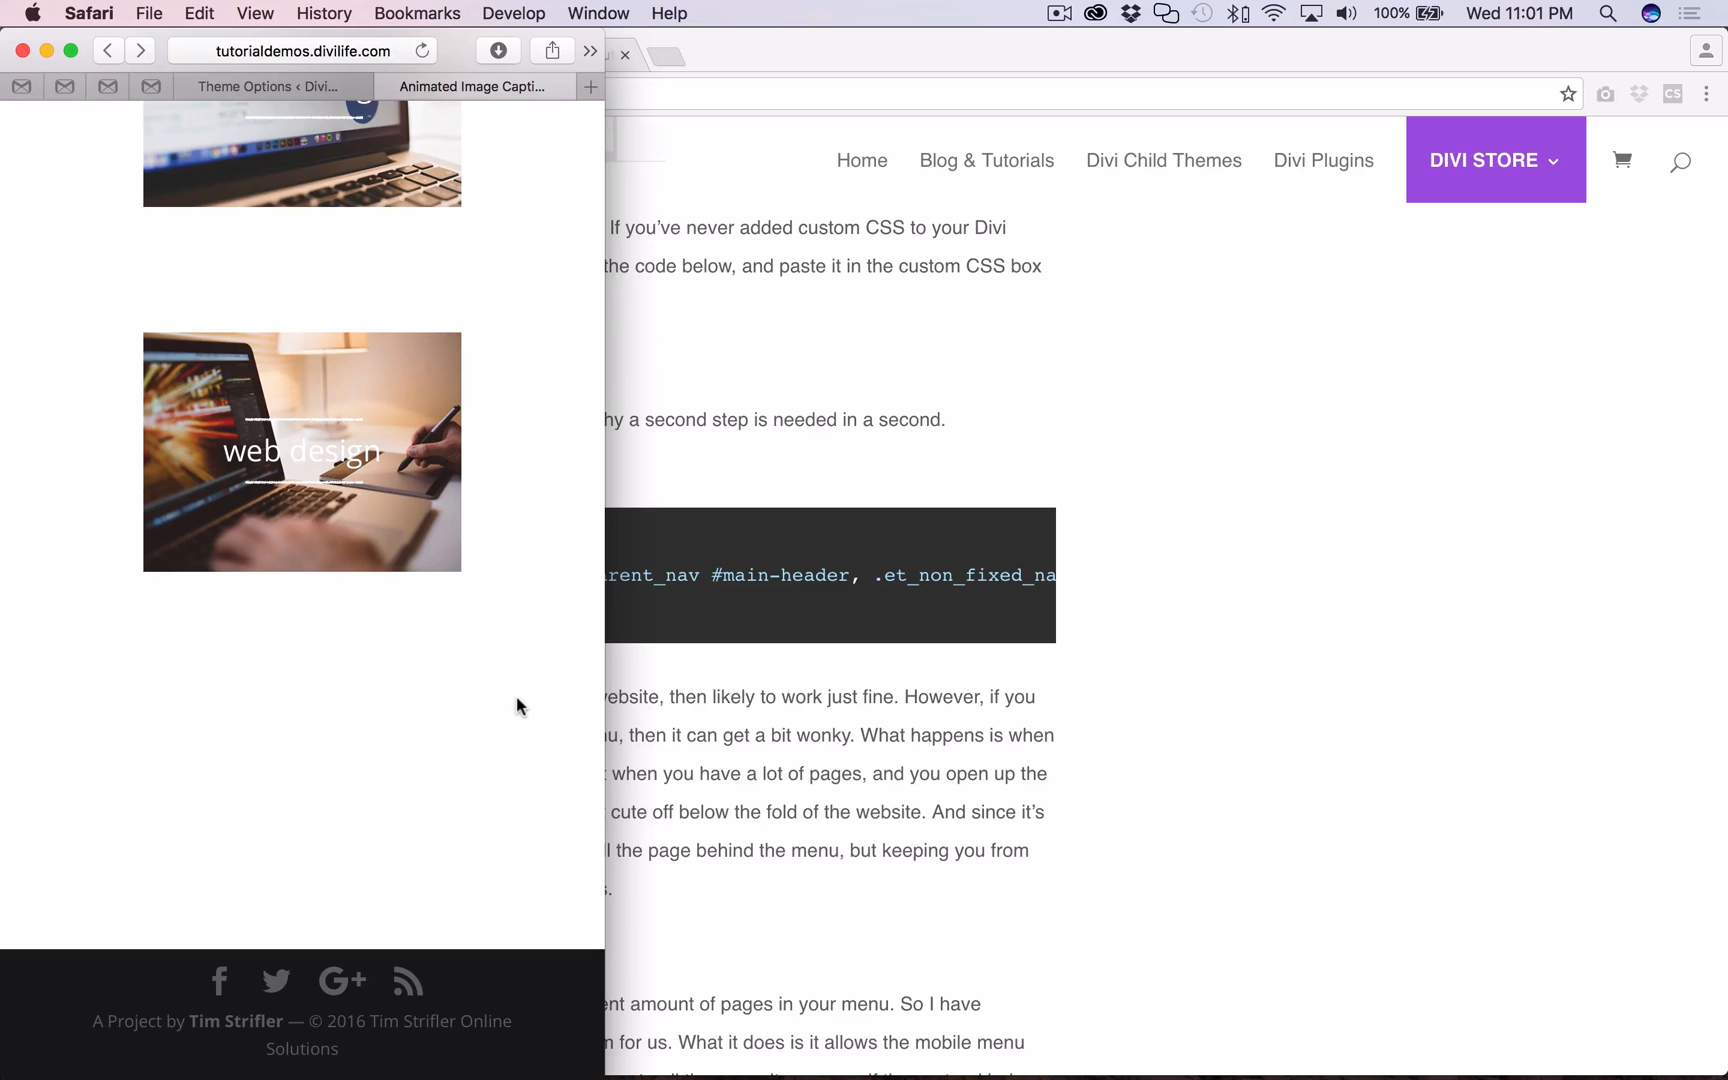 Safari File Edit View History Bookmarks Develop Window Help
100% Wed 11:01 PM
tutorialdemos.divilife.com
Theme Options ‹ Divi... Animated Image Capti...
CS
Home Blog & Tutorials Divi Child Themes Divi Plugins DIVI STORE
If you've never added custom CSS to your Divi
the code below, and paste it in the custom CSS box
web design
hy a second step is needed in a second.
rent_nav #main-header, .et_non_fixed_na
vebsite, then likely to work just fine. However, if you
nu, then it can get a bit wonky. What happens is when
t when you have a lot of pages, and you open up the
cute off below the fold of the website. And since it's
ll the page behind the menu, but keeping you from
s.
ent amount of pages in your menu. So I have
m for us. What it does is it allows the mobile menu
A Project by Tim Strifler — © 2016 Tim Strifler Online
Solutions